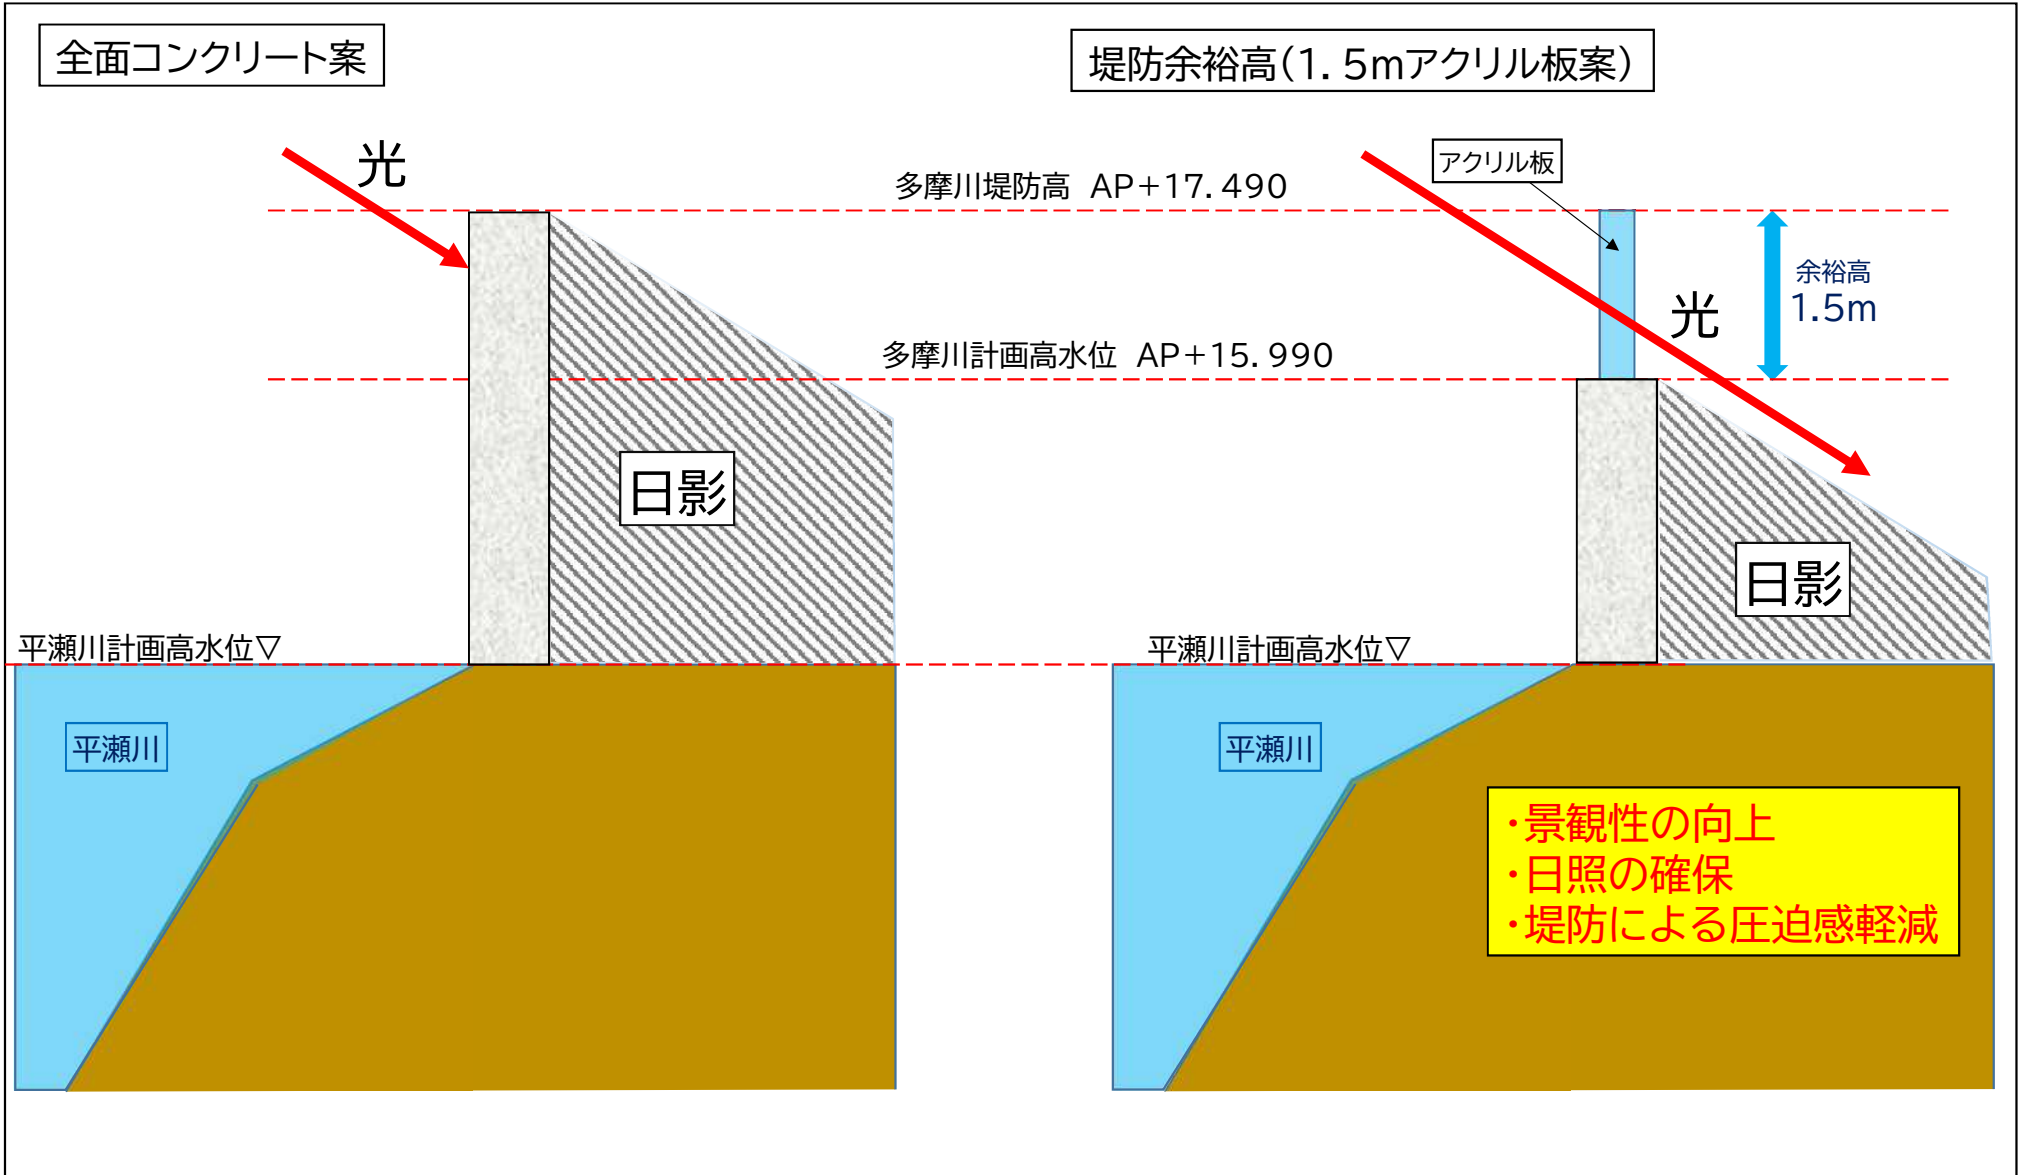 全面コンクリート案
堤防余裕高(1.5mアクリル板案)
光
アクリル板
多摩川堤防高 AP+17.490
余裕高
1.5m
光
多摩川計画高水位 AP+15.990
日影
日影
平瀬川計画高水位▽
平瀬川計画高水位▽
平瀬川
平瀬川
・景観性の向上
・日照の確保
・堤防による圧迫感軽減